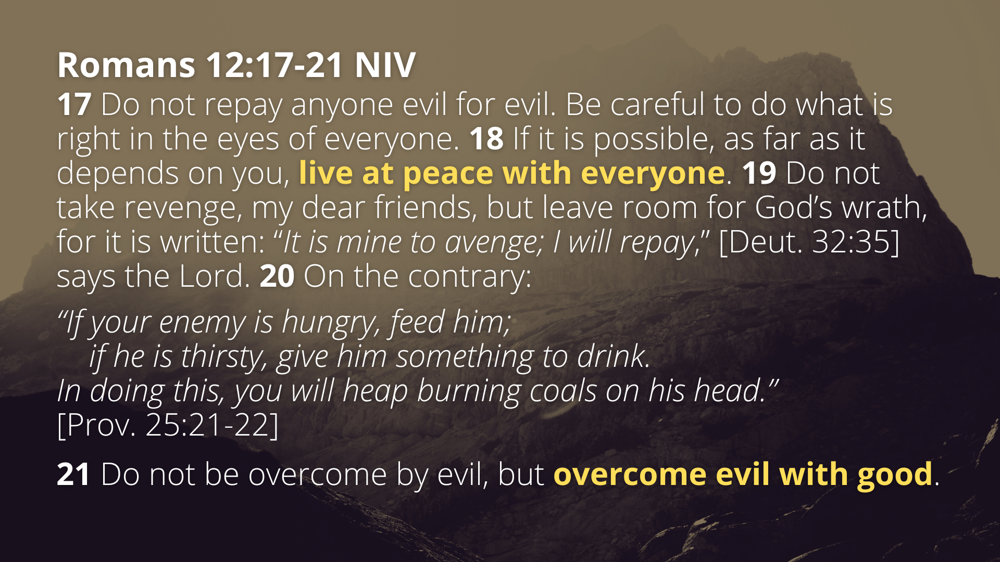 Romans 12:17-21 NIV
17 Do not repay anyone evil for evil. Be careful to do what is
right in the eyes of everyone. 18 If it is possible, as far as it
depends on you, live at peace with everyone. 19 Do not
take revenge, my dear friends, but leave room for God’s wrath,
for it is written: “It is mine to avenge; I will repay,” [Deut. 32:35]
says the Lord. 20 On the contrary:
“If your enemy is hungry, feed him;
if he is thirsty, give him something to drink.
In doing this, you will heap burning coals on his head.”
[Prov. 25:21-22]
21 Do not be overcome by evil, but overcome evil with good.